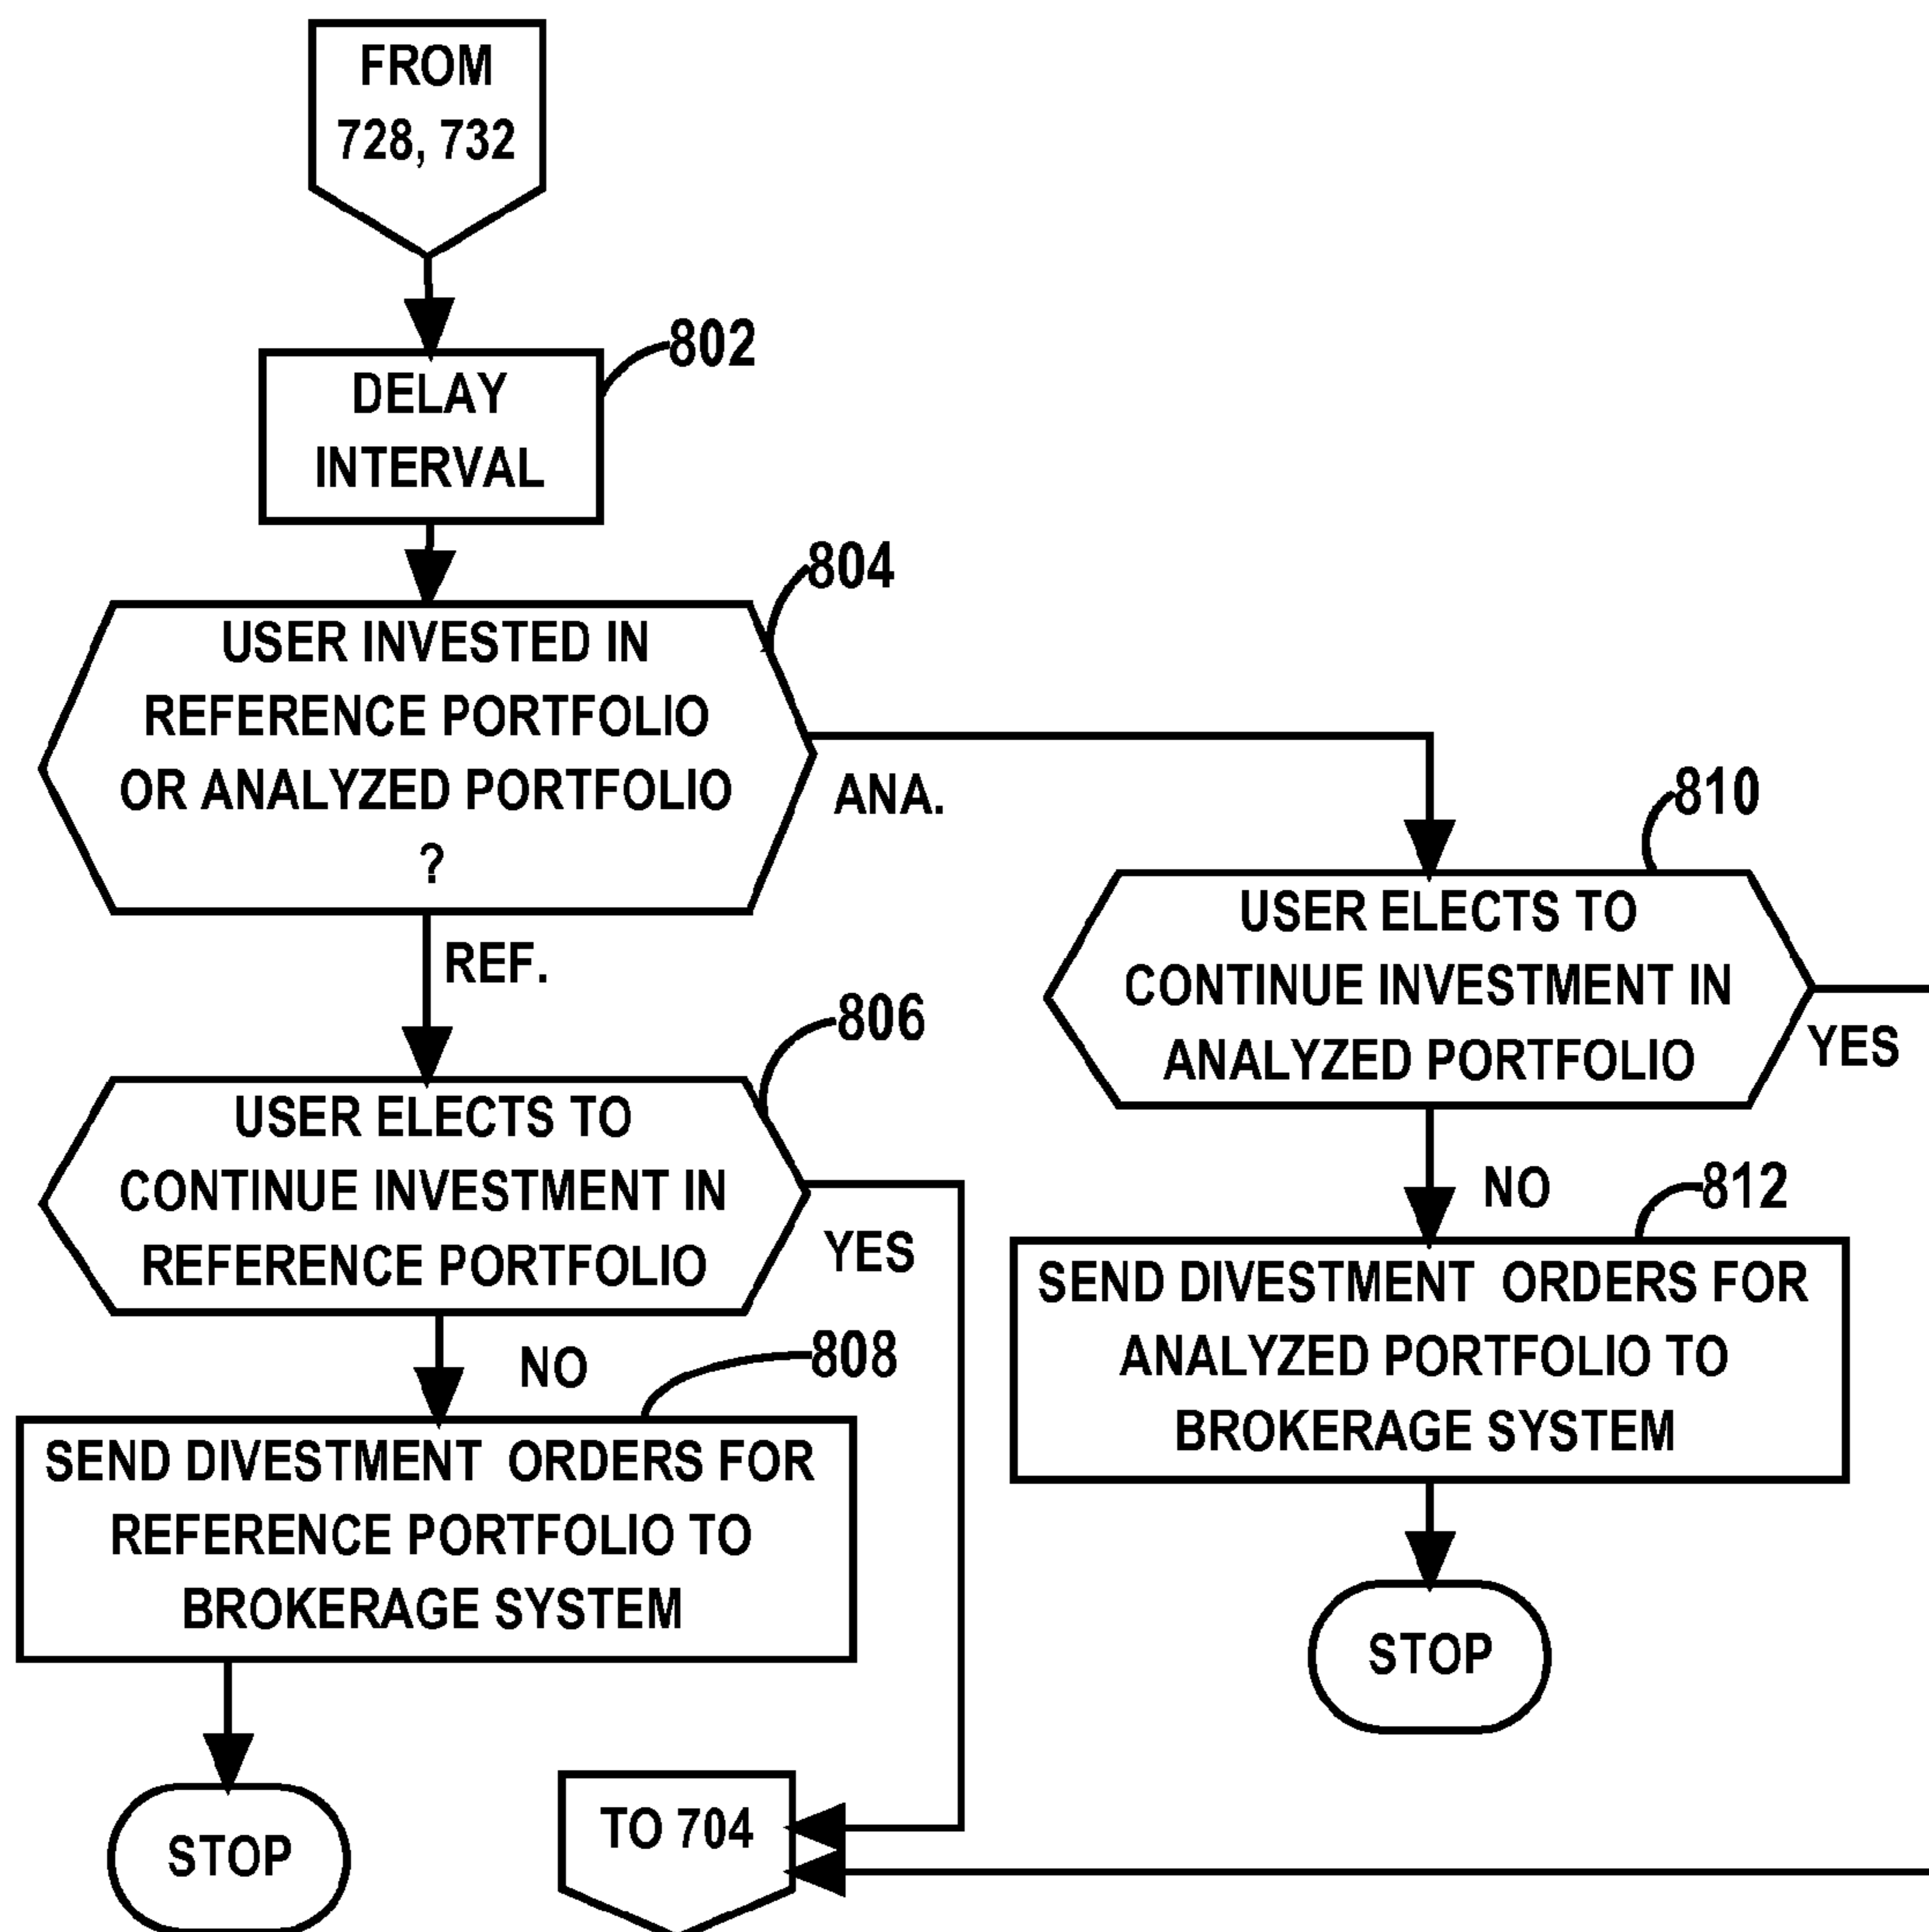 FROM
728, 732
802
DELAY
INTERVAL
804
USER INVESTED IN
REFERENCE PORTFOLIO
OR ANALYZED PORTFOLIO
?
ANA.
REF.
806
USER ELECTS TO
CONTINUE INVESTMENT IN
REFERENCE PORTFOLIO
YES
NO
808
SEND DIVESTMENT ORDERS FOR
REFERENCE PORTFOLIO TO
BROKERAGE SYSTEM
STOP
TO 704
810
USER ELECTS TO
CONTINUE INVESTMENT IN
ANALYZED PORTFOLIO
YES
NO
812
SEND DIVESTMENT ORDERS FOR
ANALYZED PORTFOLIO TO
BROKERAGE SYSTEM
STOP